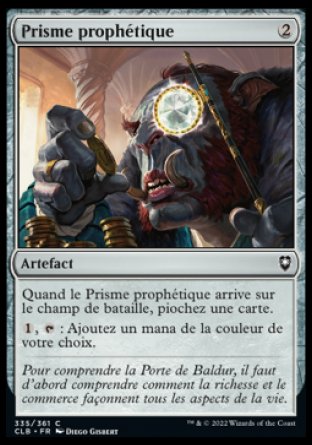 Prisme prophétique 2
Artefact
Quand le Prisme prophétique arrive sur
le champ de bataille, piochez une carte.
1, : Ajoutez un mana de la couleur de
votre choix.
Pour comprendre la Porte de Baldur, il faut
d'abord comprendre comment la richesse et le
commerce façonnent tous les aspects de la vie.
335/361 C
CLB • FR Diego Gisbert
™ & © 2022 Wizards of the Coast